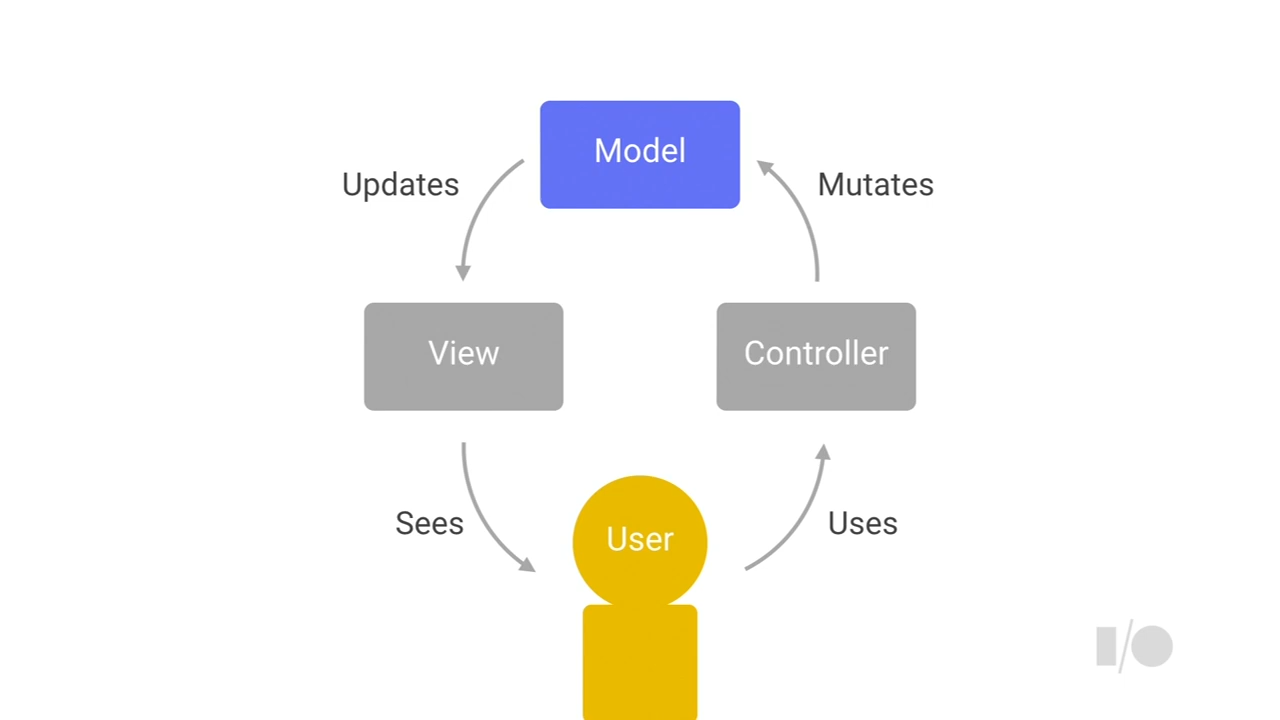 Model
Updates
Mutates
View
Controller
Sees
User
Uses
I/O